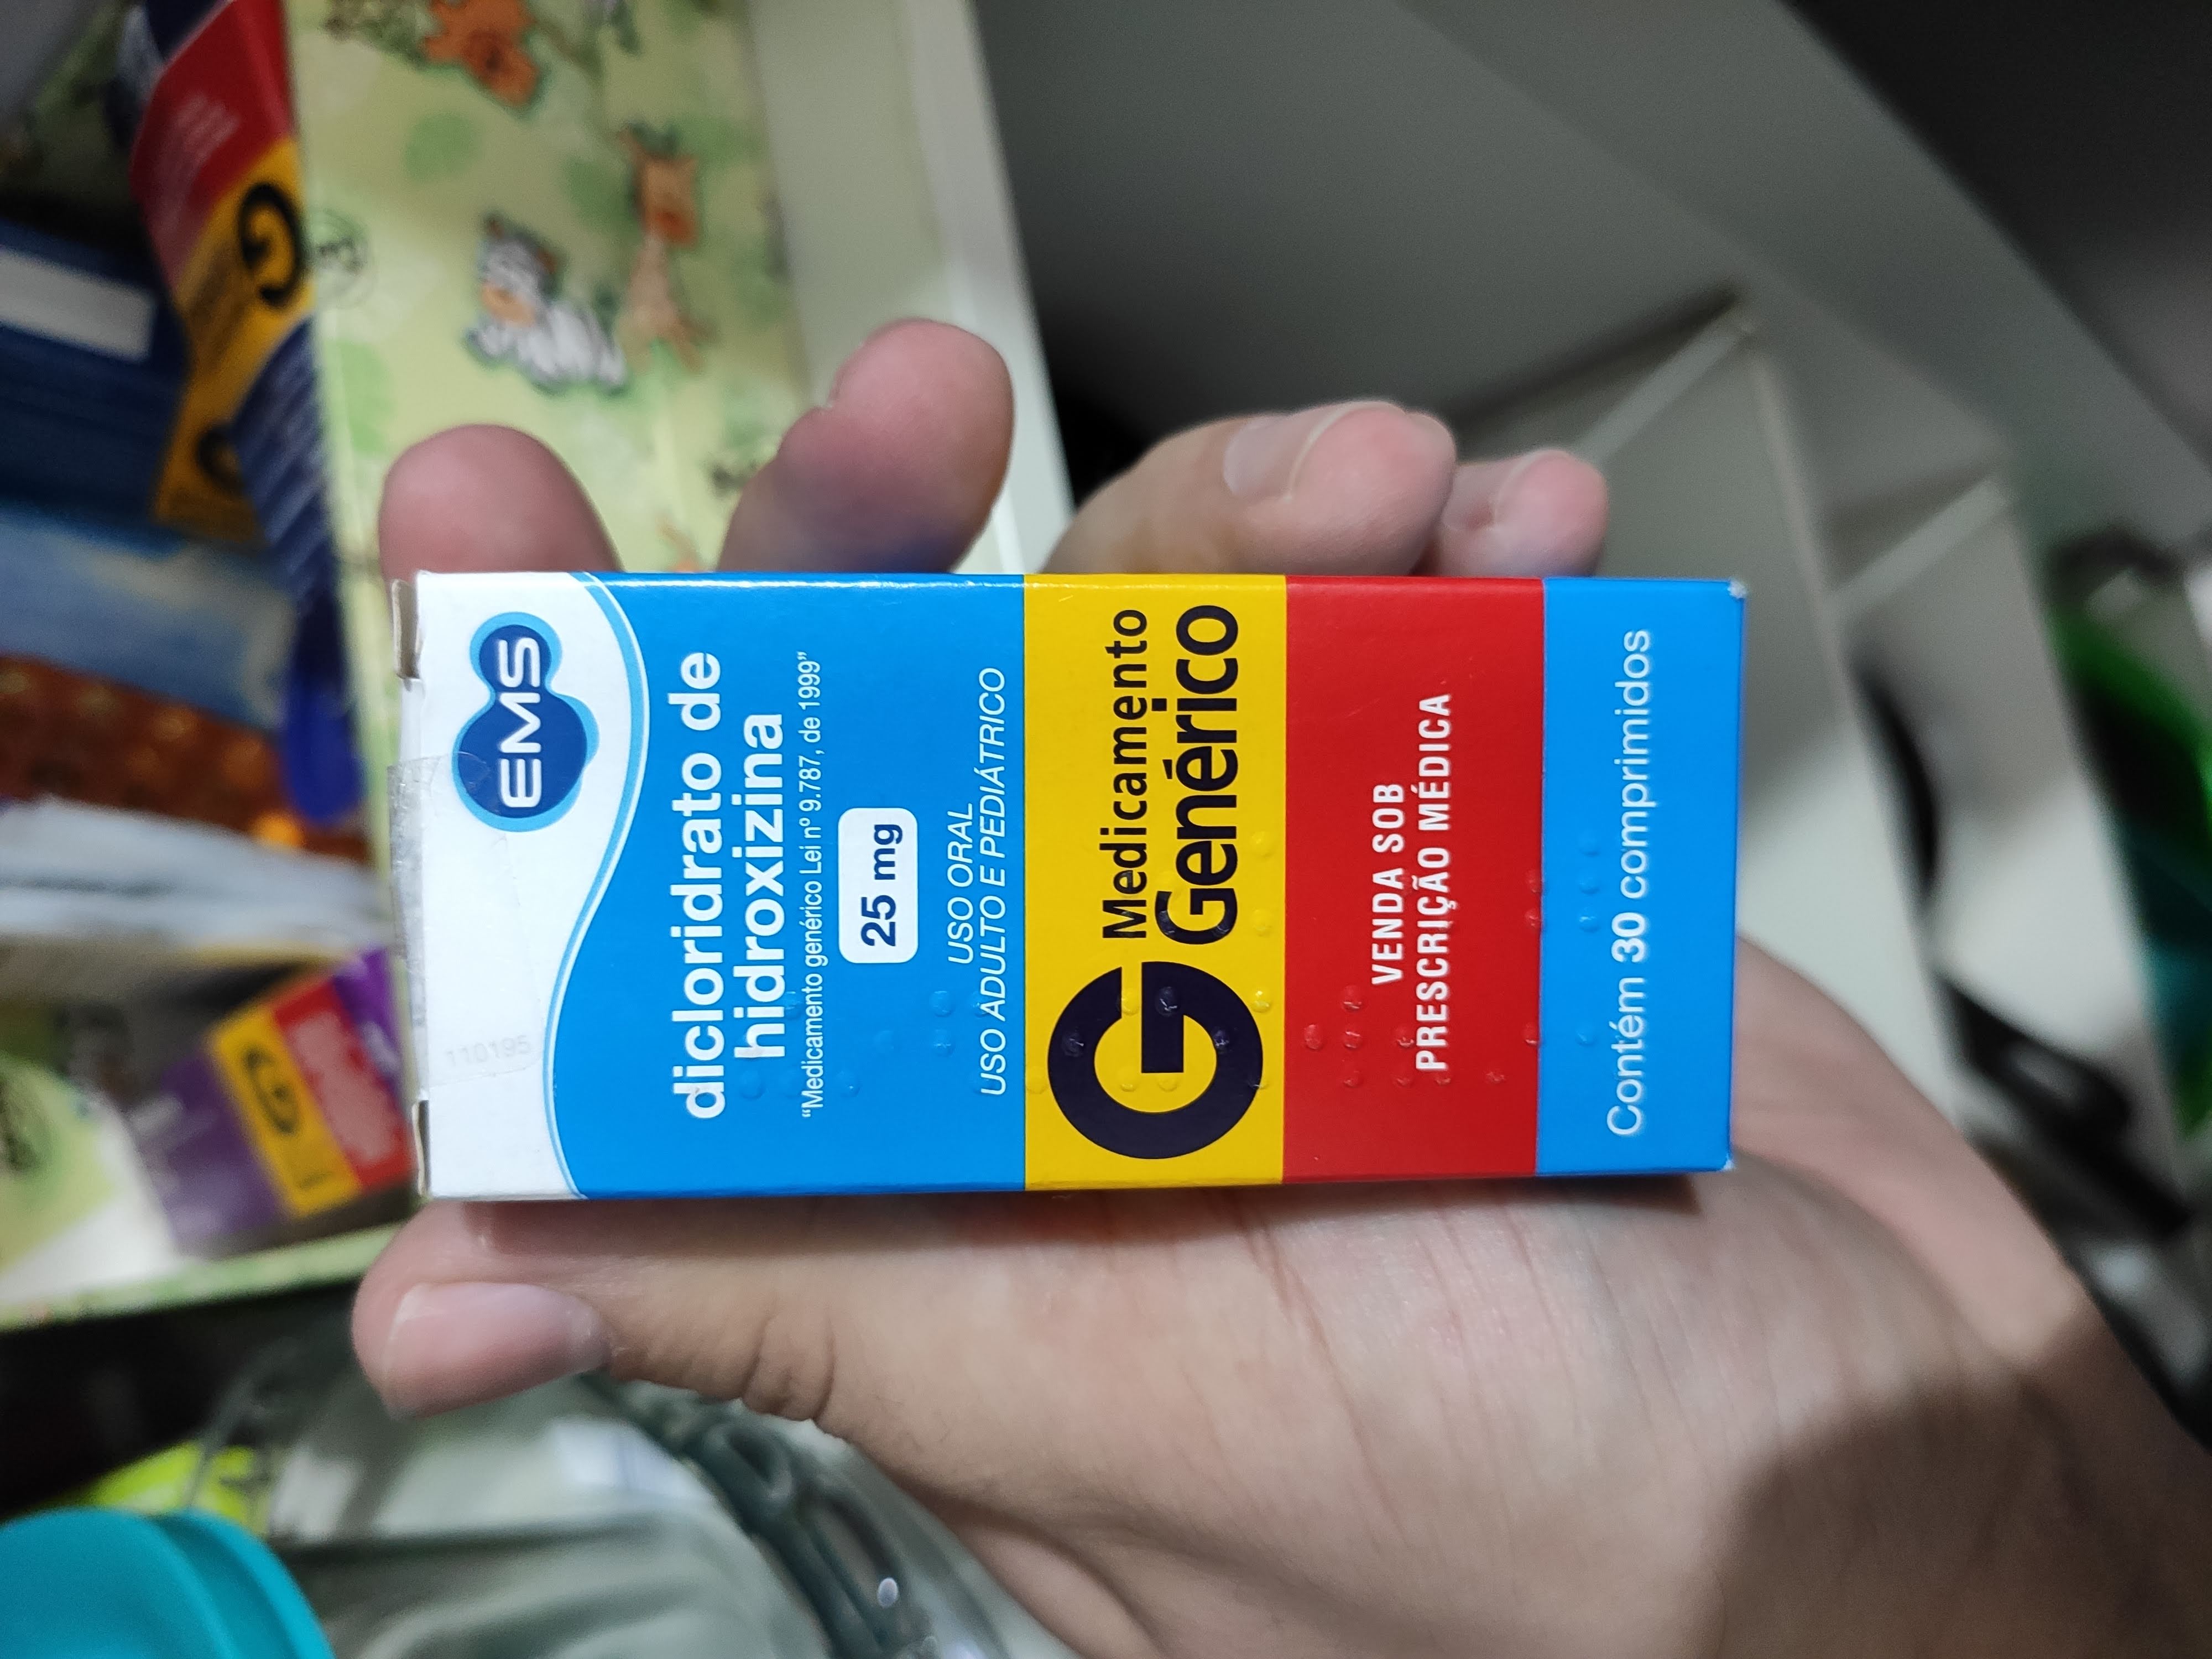 110195
EMS
dicloridrato de
hidroxizina
“Medicamento genérico Lei nº 9.787, de 1999”
25 mg
USO ORAL
USO ADULTO E PEDIÁTRICO
G
Medicamento
Genérico
VENDA SOB
PRESCRIÇÃO MÉDICA
Contém 30 comprimidos